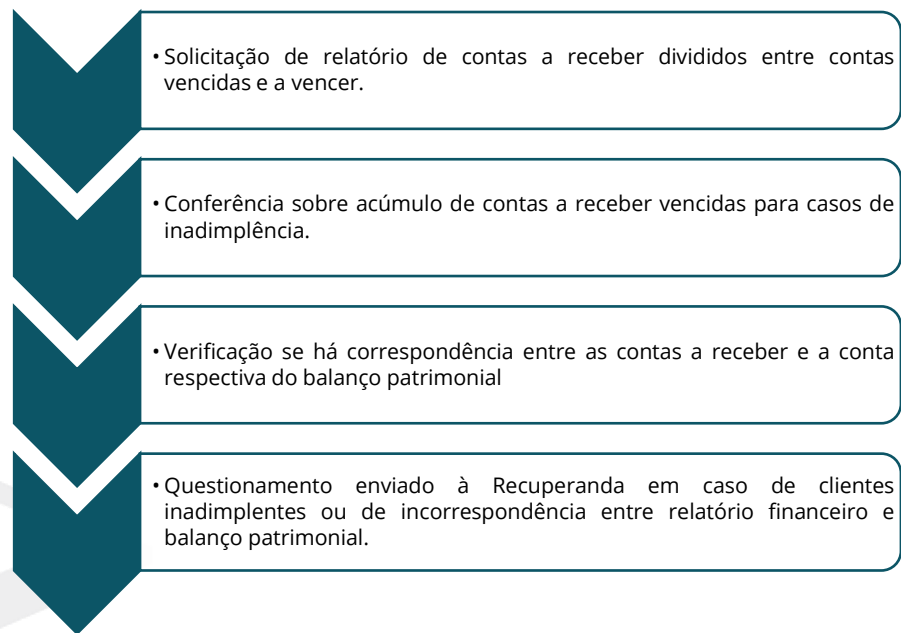 • Solicitação de relatório de contas a receber divididos entre contas
vencidas e a vencer.
• Conferência sobre acúmulo de contas a receber vencidas para casos de
inadimplência.
• Verificação se há correspondência entre as contas a receber e a conta
respectiva do balanço patrimonial
• Questionamento enviado à Recuperanda em caso de clientes
inadimplentes ou de incorrespondência entre relatório financeiro e
balanço patrimonial.